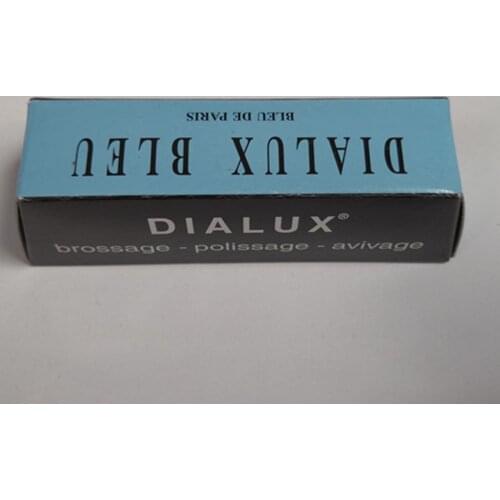 DIALUX BLEU
BLEU DE PARIS
DIALUX®
brossage - polissage - avivage